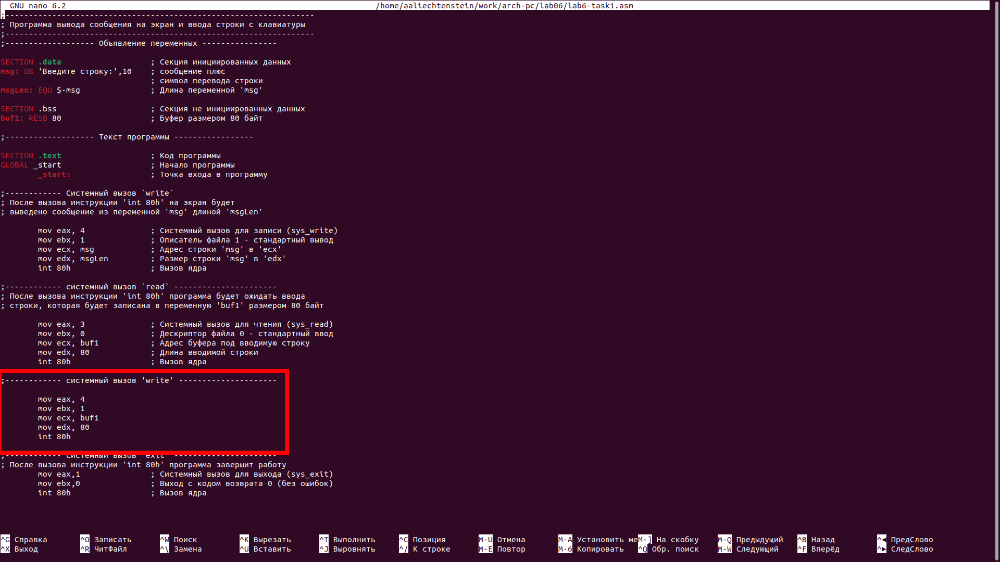 GNU nano 6.2 /home/aaliechtenstein/work/arch-pc/lab06/lab6-task1.asm
;------------------------------------------------------------------
; Программа вывода сообщения на экран и ввода строки с клавиатуры
;------------------------------------------------------------------
;------------------- Объявление переменных ----------------

SECTION .data                   ; Секция инициированных данных
msg: DB 'Введите строку:',10    ; сообщение плюс
                                ; символ перевода строки
msgLen: EQU $-msg               ; Длина переменной 'msg'

SECTION .bss                    ; Секция не инициированных данных
buf1: RESB 80                   ; Буфер размером 80 байт

;------------------- Текст программы -----------------

SECTION .text                   ; Код программы
GLOBAL _start                   ; Начало программы
        _start:                 ; Точка входа в программу

;------------ Системный вызов `write`
; После вызова инструкции 'int 80h' на экран будет
; выведено сообщение из переменной 'msg' длиной 'msgLen'

        mov eax, 4              ; Системный вызов для записи (sys_write)
        mov ebx, 1              ; Описатель файла 1 - стандартный вывод
        mov ecx, msg            ; Адрес строки 'msg' в 'ecx'
        mov edx, msgLen         ; Размер строки 'msg' в 'edx'
        int 80h                 ; Вызов ядра

;------------ системный вызов `read` ----------------------
; После вызова инструкции 'int 80h' программа будет ожидать ввода
; строки, которая будет записана в переменную 'buf1' размером 80 байт

        mov eax, 3              ; Системный вызов для чтения (sys_read)
        mov ebx, 0              ; Дескриптор файла 0 - стандартный ввод
        mov ecx, buf1           ; Адрес буфера под вводимую строку
        mov edx, 80             ; Длина вводимой строки
        int 80h                 ; Вызов ядра

;------------ системный вызов 'write' ---------------------

        mov eax, 4
        mov ebx, 1
        mov ecx, buf1
        mov edx, 80
        int 80h

;------------ Системный вызов `exit` ----------------------
; После вызова инструкции 'int 80h' программа завершит работу
        mov eax,1               ; Системный вызов для выхода (sys_exit)
        mov ebx,0               ; Выход с кодом возврата 0 (без ошибок)
        int 80h                 ; Вызов ядра

^G Справка ^O Записать ^W Поиск ^K Вырезать ^T Выполнить ^C Позиция M-U Отмена M-A Установить ме M-] На скобку M-Q Предыдущий ^B Назад ^◄ ПредСлово
^X Выход ^R ЧитФайл ^\ Замена ^U Вставить ^J Выровнять ^/ К строке M-E Повтор M-6 Копировать ^Q Обр. поиск M-W Следующий ^F Вперёд ^► СледСлово